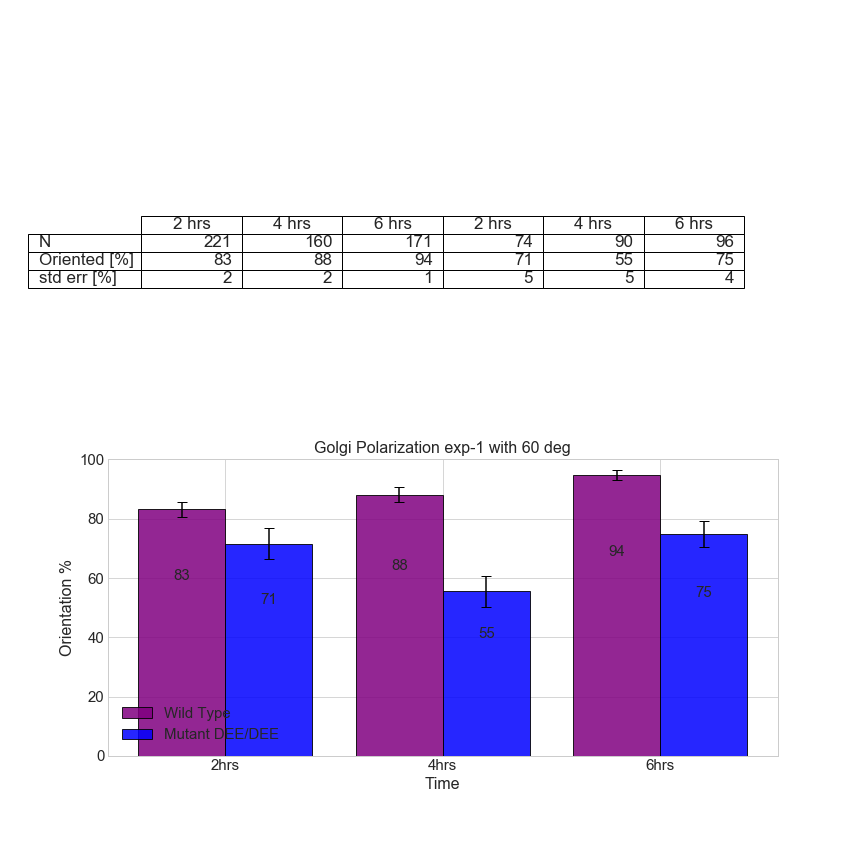 2 hrs 4 hrs 6 hrs 2 hrs 4 hrs 6 hrs
N 221 160 171 74 90 96
Oriented [%] 83 88 94 71 55 75
std err [%] 2 2 1 5 5 4
Golgi Polarization exp-1 with 60 deg
100
80
60
40
20
0
Orientation %
83
71
88
55
94
75
Wild Type
Mutant DEE/DEE
2hrs 4hrs 6hrs
Time